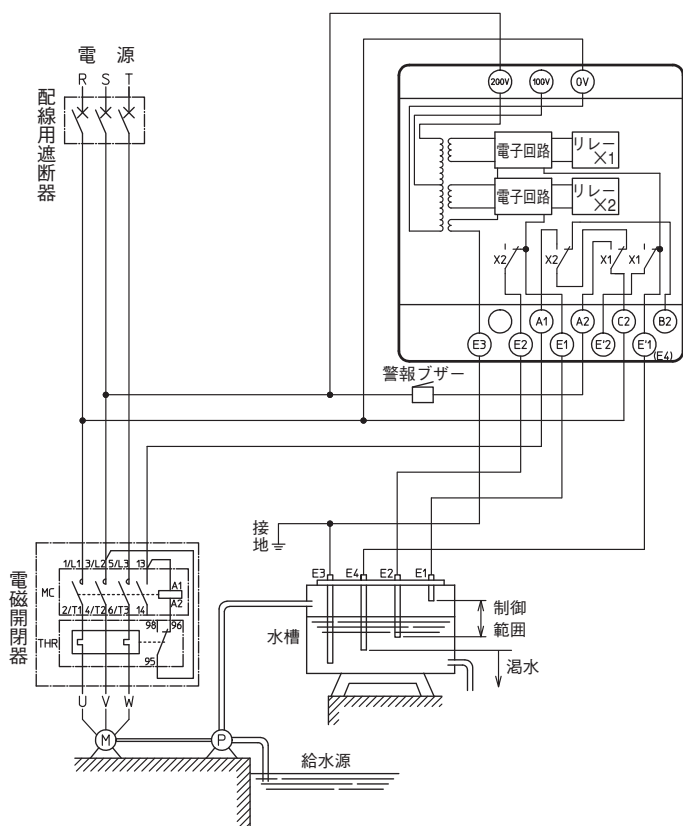 電 源
R S T
配線用遮断器
200V 100V 0V
電子回路 リレー X1
電子回路 リレー X2
X2 X2 X1 X1
A1 A2 C2 B2
E3 E2 E1 E'2 E'1
(E4)
警報ブザー
接地
電磁開閉器
1/L1 3/L2 5/L3 13
MC
A1
A2
2/T1 4/T2 6/T3 14
98 96
THR
95
U V W
M
P
E3 E4 E2 E1
水槽
制御範囲
渇水
給水源